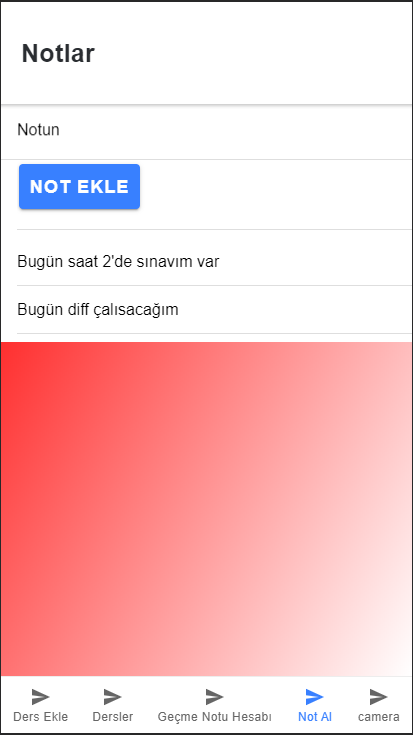 Notlar
Notun
NOT EKLE
Bugün saat 2'de sınavım var
Bugün diff çalısacağım
Ders Ekle
Dersler
Geçme Notu Hesabı
Not Al
camera